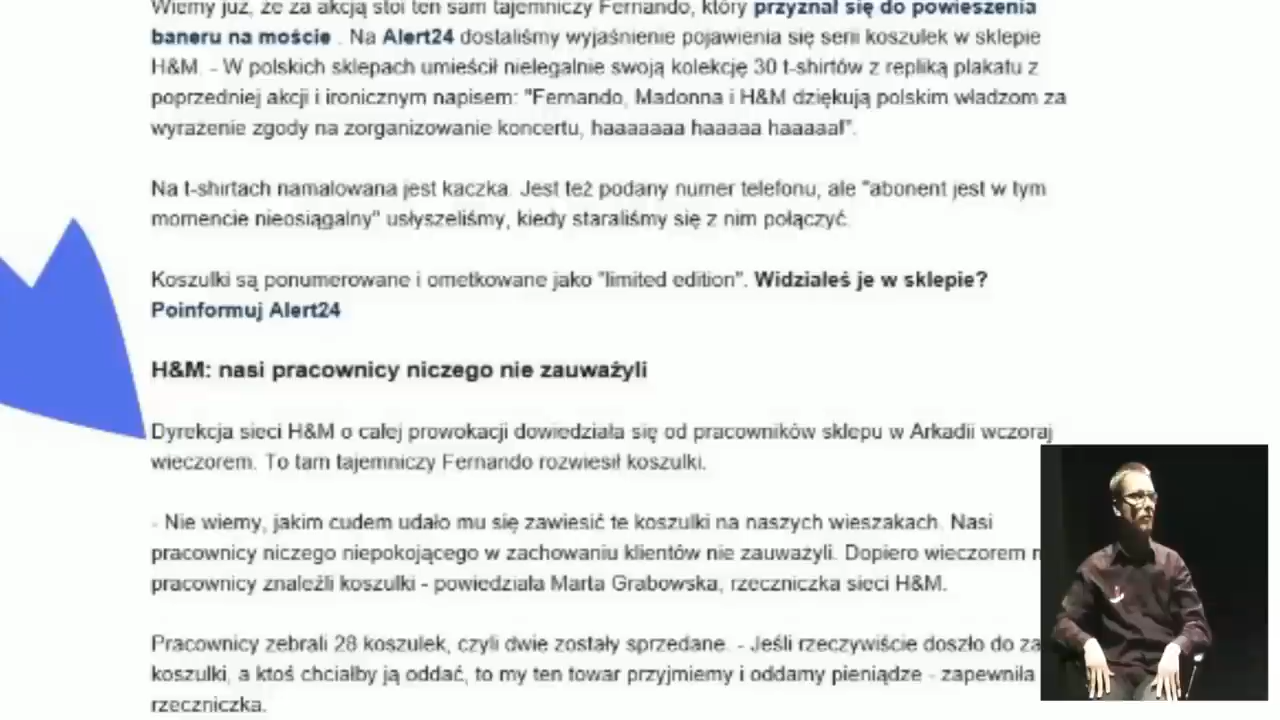 Wiemy już, że za akcją stoi ten sam tajemniczy Fernando, który przyznał się do powieszenia
baneru na moście . Na Alert24 dostaliśmy wyjaśnienie pojawienia się serii koszulek w sklepie
H&M. - W polskich sklepach umieścił nielegalnie swoją kolekcję 30 t-shirtów z repliką plakatu z
poprzedniej akcji i ironicznym napisem: "Fernando, Madonna i H&M dziękują polskim władzom za
wyrażenie zgody na zorganizowanie koncertu, haaaaaaa haaaaa haaaaa!".
Na t-shirtach namalowana jest kaczka. Jest też podany numer telefonu, ale "abonent jest w tym
momencie nieosiągalny" usłyszeliśmy, kiedy staraliśmy się z nim połączyć.
Koszulki są ponumerowane i ometkowane jako "limited edition". Widziałeś je w sklepie?
Poinformuj Alert24
H&M: nasi pracownicy niczego nie zauważyli
Dyrekcja sieci H&M o całej prowokacji dowiedziała się od pracowników sklepu w Arkadii wczoraj
wieczorem. To tam tajemniczy Fernando rozwiesił koszulki.
- Nie wiemy, jakim cudem udało mu się zawiesić te koszulki na naszych wieszakach. Nasi
pracownicy niczego niepokojącego w zachowaniu klientów nie zauważyli. Dopiero wieczorem
pracownicy znaleźli koszulki - powiedziała Marta Grabowska, rzeczniczka sieci H&M.
Pracownicy zebrali 28 koszulek, czyli dwie zostały sprzedane. - Jeśli rzeczywiście doszło do za
koszulki, a ktoś chciałby ją oddać, to my ten towar przyjmiemy i oddamy pieniądze - zapewniła
rzeczniczka.